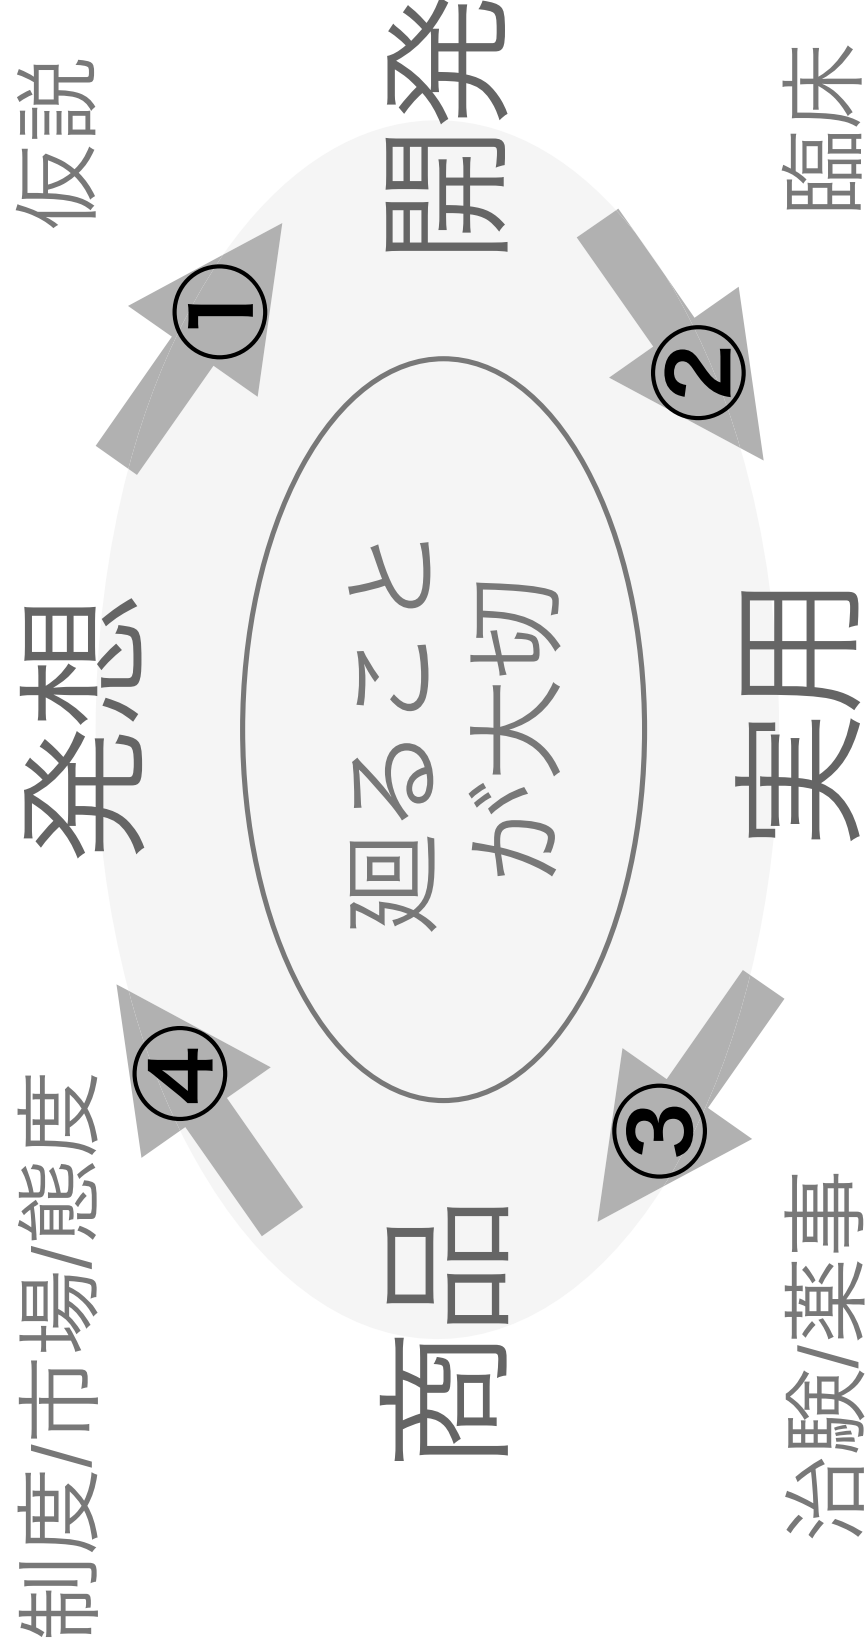 制度/市場/態度
発想
仮説
④
①
商品
廻ること
が大切
開発
③
②
治験/薬事
実用
臨床